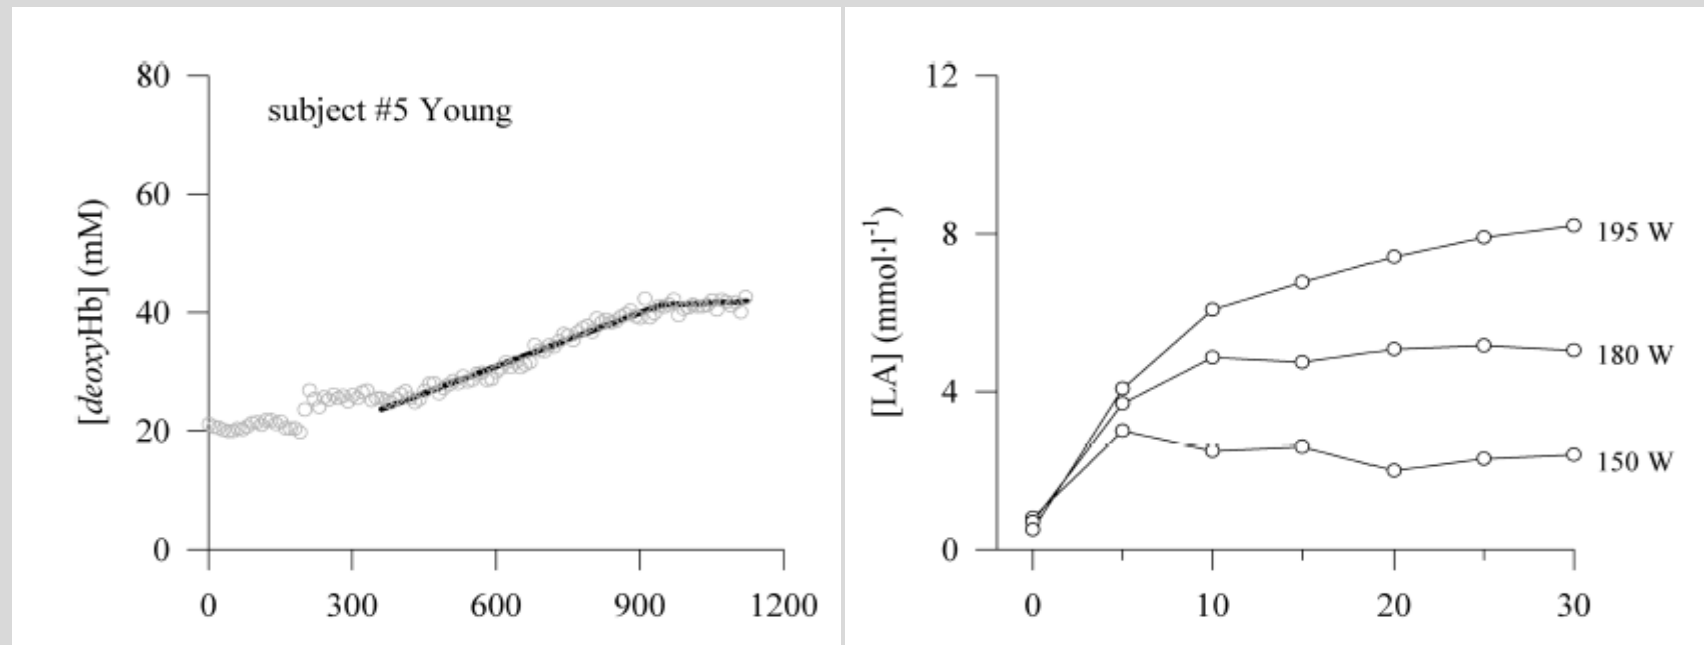 80
60
40
20
0
[deoxyHb] (mM)
subject #5 Young
0 300 600 900 1200
12
8
4
0
[LA] (mmol·l⁻¹)
195 W
180 W
150 W
0 10 20 30